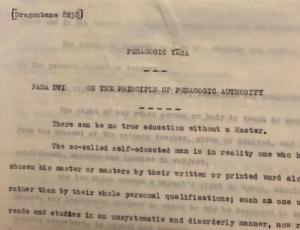 [Dragonbane 8258]
PEDAGOGIC YĀMA
---
PADA DWI ON THE PRINCIPLE OF PEDAGOGIC AUTHORITY
-----
There can be no true education without a Master.
The so-called self-educated man is in reality one who h
chosen his master or masters by their written or printed word alon
rather than by their whole personal qualifications; such an one u
reads and studies in an unsystematic and disorderly manner, now r